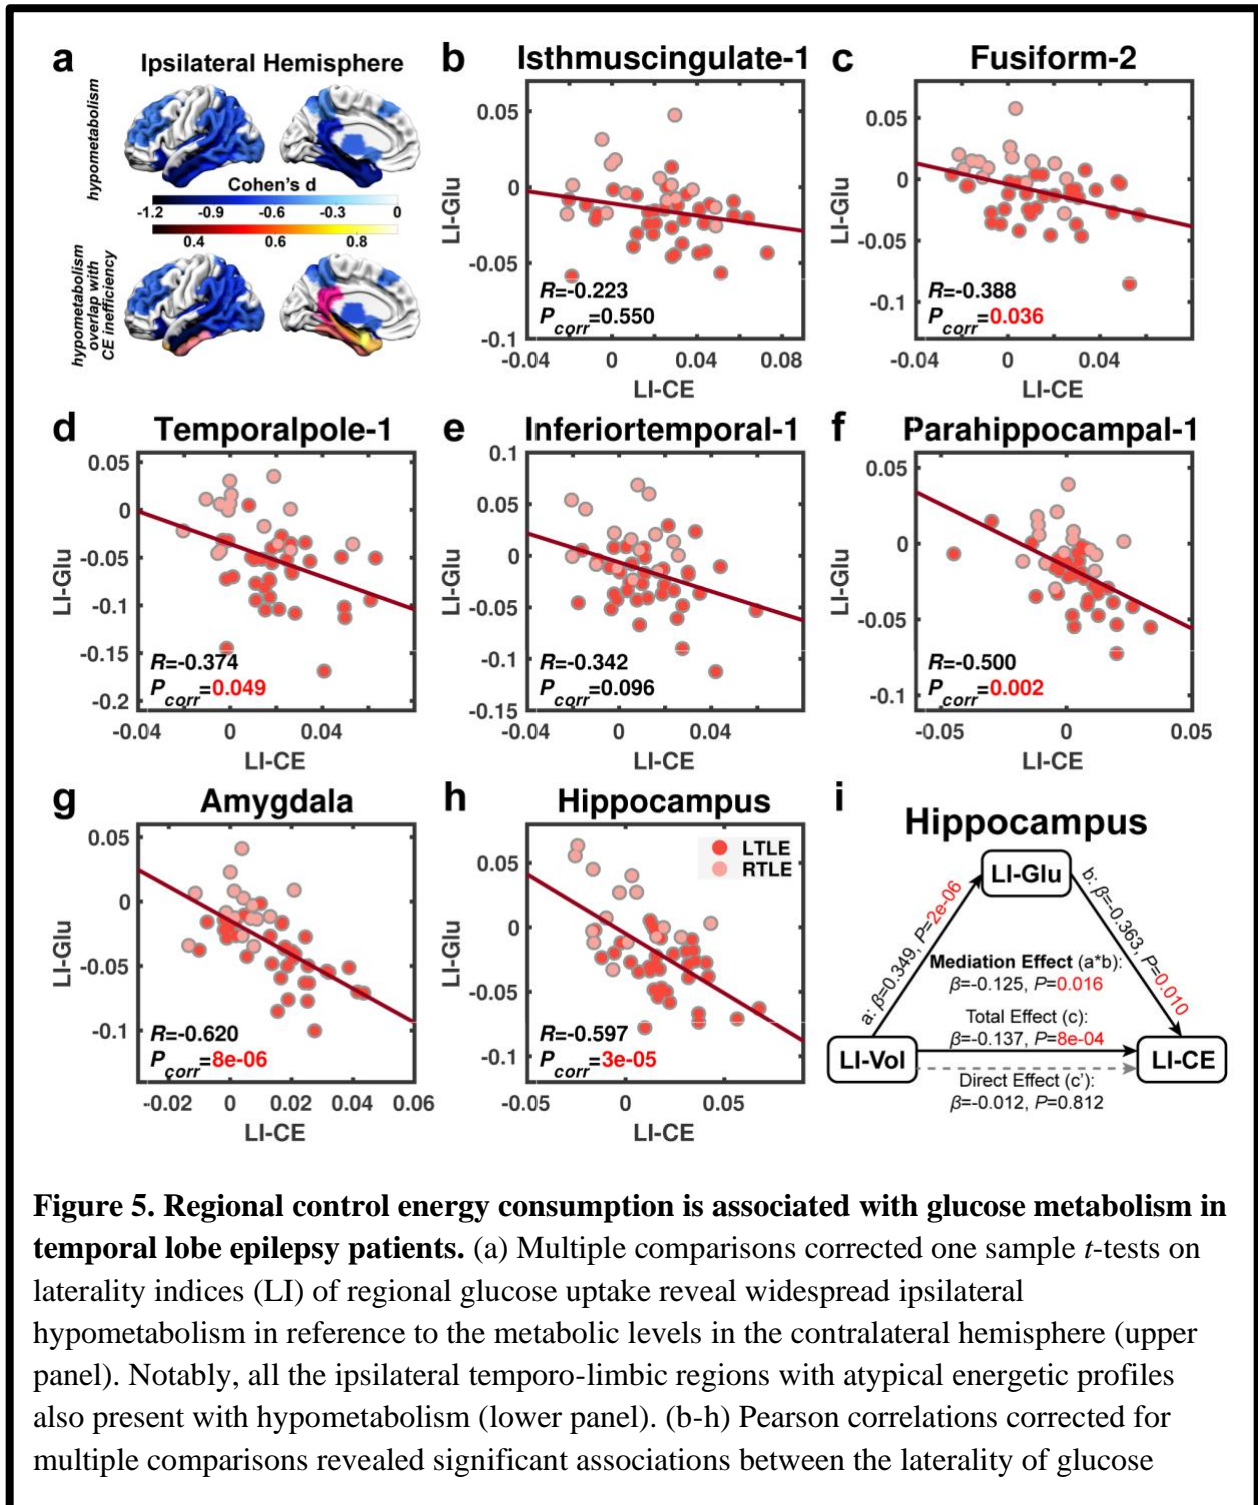 a
Ipsilateral Hemisphere
hypometabolism
Cohen's d
-1.2 -0.9 -0.6 -0.3 0
0.4 0.6 0.8
hypometabolism
overlap with
CE inefficiency
b Isthmuscingulate-1
0.05
0
-0.05
-0.1
LI-Glu
R=-0.223
Pcorr=0.550
-0.04 0 0.04 0.08
LI-CE
c Fusiform-2
0.05
0
-0.05
-0.1
LI-Glu
R=-0.388
Pcorr=0.036
-0.04 0 0.04
LI-CE
d Temporalpole-1
0.05
0
-0.05
-0.1
-0.15
-0.2
LI-Glu
R=-0.374
Pcorr=0.049
-0.04 0 0.04
LI-CE
e Inferiortemporal-1
0.1
0.05
0
-0.05
-0.1
-0.15
LI-Glu
R=-0.342
Pcorr=0.096
-0.04 0 0.04
LI-CE
f Parahippocampal-1
0.05
0
-0.05
-0.1
LI-Glu
R=-0.500
Pcorr=0.002
-0.05 0 0.05
LI-CE
g Amygdala
0.05
0
-0.05
-0.1
LI-Glu
R=-0.620
Pcorr=8e-06
-0.02 0 0.02 0.04 0.06
LI-CE
h Hippocampus
LTLE
RTLE
0.05
0
-0.05
-0.1
LI-Glu
R=-0.597
Pcorr=3e-05
-0.05 0 0.05
LI-CE
i
Hippocampus
LI-Glu
a: β=0.349, P=2e-06
b: β=-0.363, P=0.010
Mediation Effect (a*b):
β=-0.125, P=0.016
Total Effect (c):
β=-0.137, P=8e-04
LI-Vol
LI-CE
Direct Effect (c'):
β=-0.012, P=0.812
Figure 5. Regional control energy consumption is associated with glucose metabolism in
temporal lobe epilepsy patients. (a) Multiple comparisons corrected one sample t-tests on
laterality indices (LI) of regional glucose uptake reveal widespread ipsilateral
hypometabolism in reference to the metabolic levels in the contralateral hemisphere (upper
panel). Notably, all the ipsilateral temporo-limbic regions with atypical energetic profiles
also present with hypometabolism (lower panel). (b-h) Pearson correlations corrected for
multiple comparisons revealed significant associations between the laterality of glucose